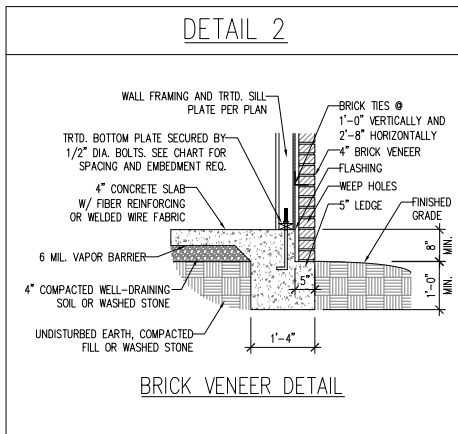 DETAIL 2
WALL FRAMING AND TRTD. SILL
PLATE PER PLAN
TRTD. BOTTOM PLATE SECURED BY
1/2" DIA. BOLTS. SEE CHART FOR
SPACING AND EMBEDMENT REQ.
4" CONCRETE SLAB
W/ FIBER REINFORCING
OR WELDED WIRE FABRIC
6 MIL. VAPOR BARRIER
4" COMPACTED WELL-DRAINING
SOIL OR WASHED STONE
UNDISTURBED EARTH, COMPACTED
FILL OR WASHED STONE
BRICK TIES @
1'-0" VERTICALLY AND
2'-8" HORIZONTALLY
4" BRICK VENEER
FLASHING
WEEP HOLES
5" LEDGE
FINISHED
GRADE
8"
MIN.
1'-0"
MIN.
5"
1'-4"
BRICK VENEER DETAIL